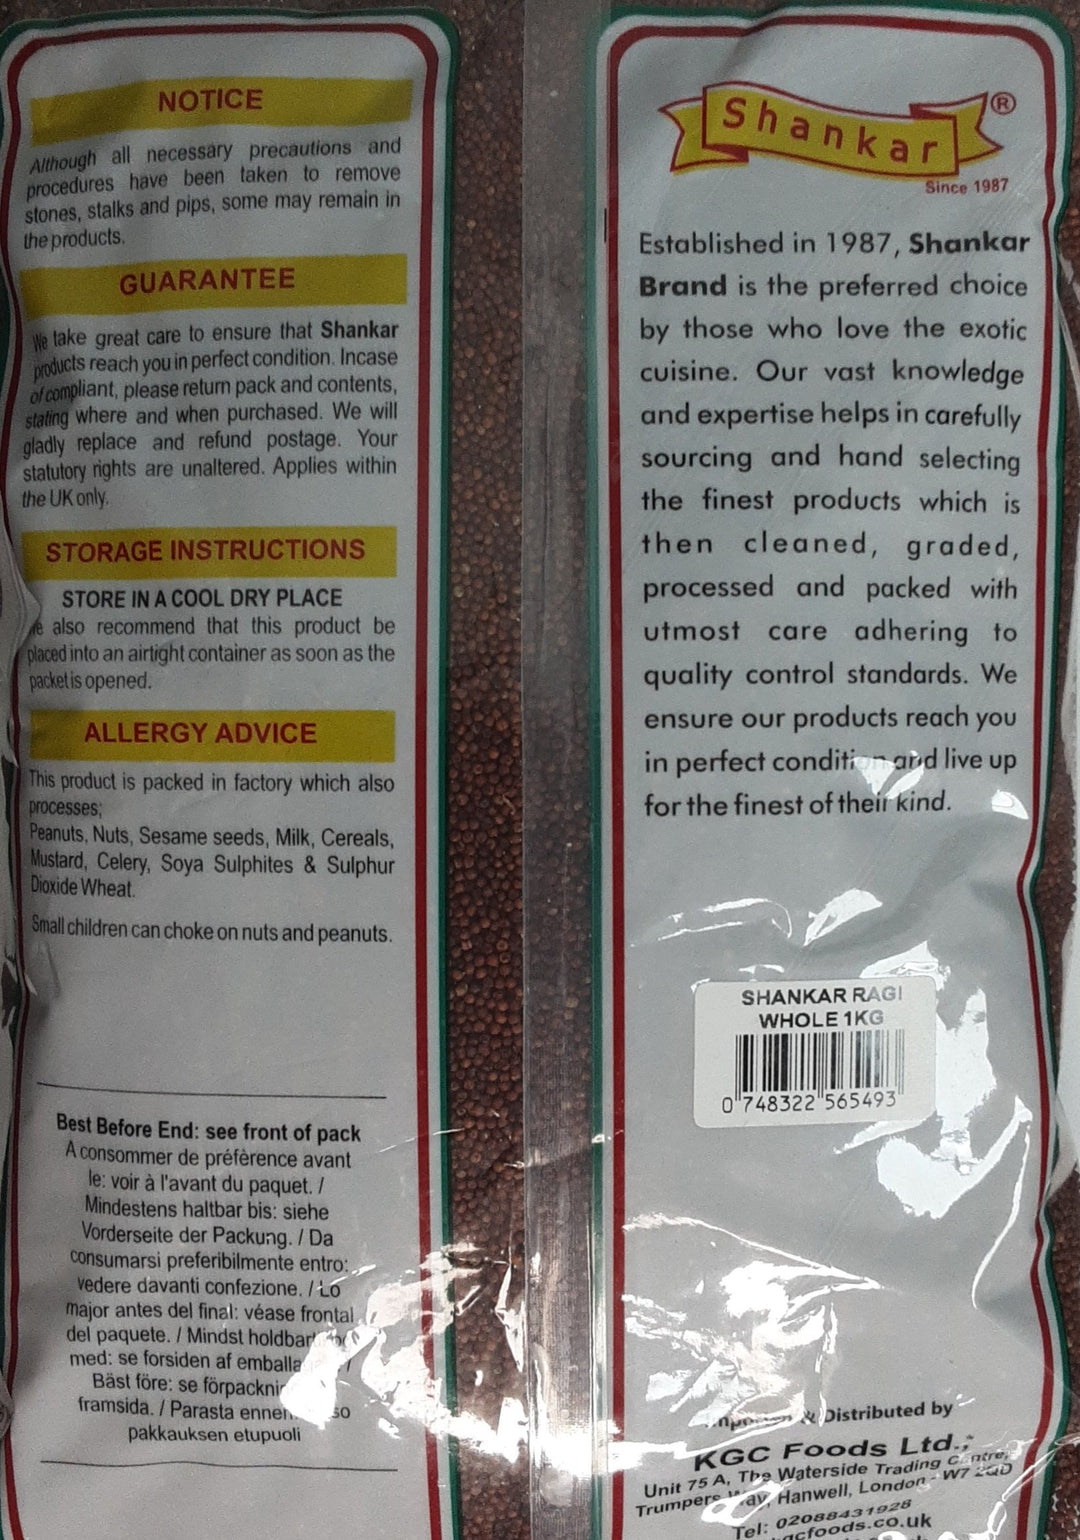 NOTICE
Although all necessary precautions and
procedures have been taken to remove
stones, stalks and pips, some may remain in
the products.
GUARANTEE
We take great care to ensure that Shankar
products reach you in perfect condition. Incase
of compliant, please return pack and contents,
stating where and when purchased. We will
gladly replace and refund postage. Your
statutory rights are unaltered. Applies within
the UK only.
STORAGE INSTRUCTIONS
STORE IN A COOL DRY PLACE
also recommend that this product be
placed into an airtight container as soon as the
packet is opened.
ALLERGY ADVICE
This product is packed in factory which also
processes;
Peanuts, Nuts, Sesame seeds, Milk, Cereals,
Mustard, Celery, Soya Sulphites & Sulphur
Dioxide Wheat.
Small children can choke on nuts and peanuts.
Best Before End: see front of pack
A consommer de préfèrence avant
le: voir à l'avant du paquet. /
Mindestens haltbar bis: siehe
Vorderseite der Packung. / Da
consumarsi preferibilmente entro:
vedere davanti confezione. / Lo
major antes del final: véase frontal
del paquete. / Mindst holdbar
med: se forsiden af
Bäst före: se
framsida. / Parasta
pakkauksen etupuoli
Shankar ®
Since 1987
Established in 1987, Shankar
Brand is the preferred choice
by those who love the exotic
cuisine. Our vast knowledge
and expertise helps in carefully
sourcing and hand selecting
the finest products which is
then cleaned, graded,
processed and packed with
utmost care adhering to
quality control standards. We
ensure our products reach you
in perfect condition and live up
for the finest of their kind.
SHANKAR RAGI
WHOLE 1KG
0 748322 565493
& Distributed by
KGC Foods Ltd.,
Unit 75 A, The Waterside Trading Centre,
Trumpers Way, Hanwell, London - W7 2QD
Tel: 02088431928